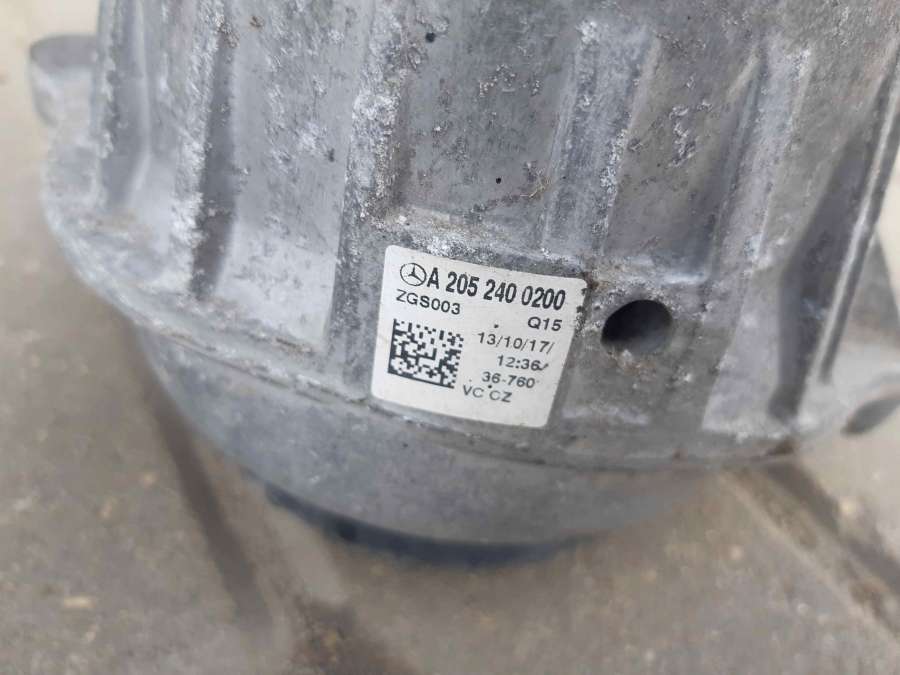 A 205 240 0200
ZGS003
Q15
13/10/17/
12:36/
36-760
VC CZ